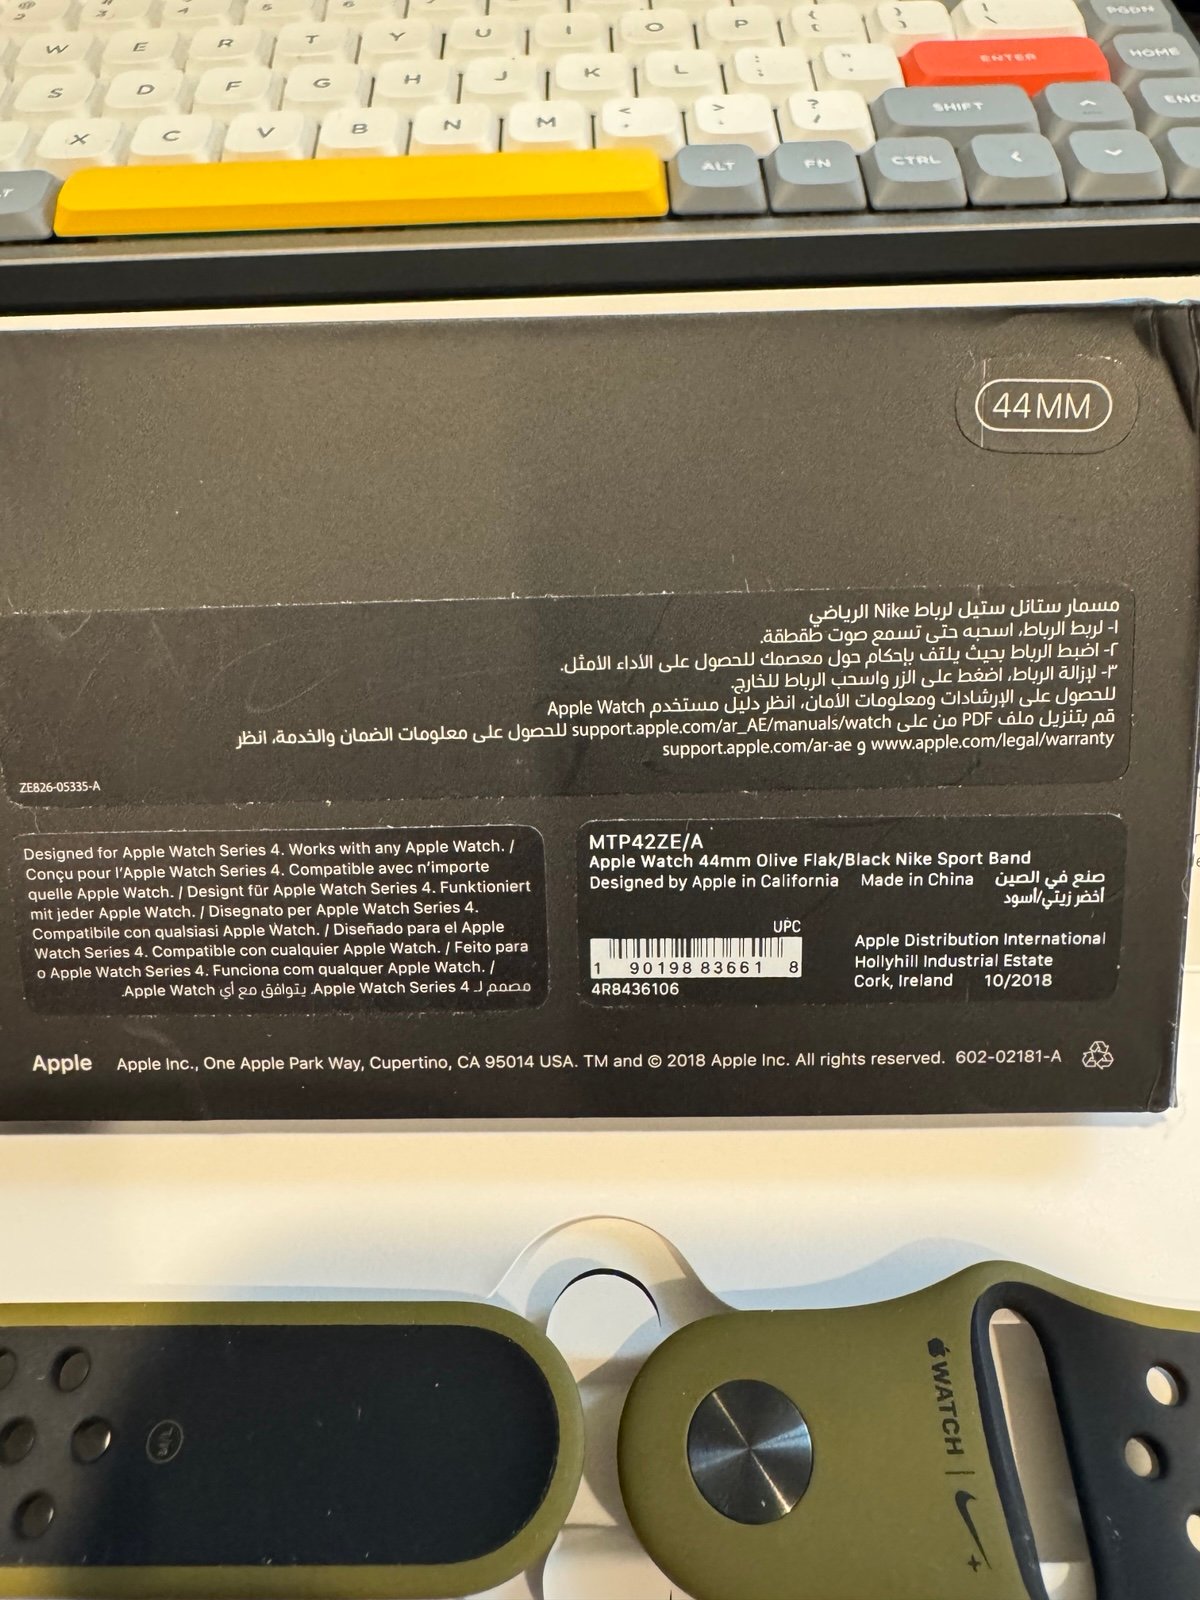 W E R T Y U I O P { [ } ] | \
ENTER
PGDN
S D F G H J K L : ; " '
HOME
X C V B N M < , > . ? /
SHIFT
END
ALT FN CTRL
44MM
مسمار ستانل ستيل لرباط Nike الرياضي
١- لربط الرباط، اسحبه حتى تسمع صوت طقطقة.
٢- اضبط الرباط بحيث يلتف بإحكام حول معصمك للحصول على الأداء الأمثل.
٣- لإزالة الرباط، اضغط على الزر واسحب الرباط للخارج.
للحصول على الإرشادات ومعلومات الأمان، انظر دليل مستخدم Apple Watch
قم بتنزيل ملف PDF من على support.apple.com/ar_AE/manuals/watch للحصول على معلومات الضمان والخدمة، انظر
www.apple.com/legal/warranty و support.apple.com/ar-ae
ZE826-05335-A
Designed for Apple Watch Series 4. Works with any Apple Watch. /
Conçu pour l’Apple Watch Series 4. Compatible avec n’importe
quelle Apple Watch. / Designt für Apple Watch Series 4. Funktioniert
mit jeder Apple Watch. / Disegnato per Apple Watch Series 4.
Compatibile con qualsiasi Apple Watch. / Diseñado para el Apple
Watch Series 4. Compatible con cualquier Apple Watch. / Feito para
o Apple Watch Series 4. Funciona com qualquer Apple Watch. /
مصمم لـ Apple Watch Series 4. يتوافق مع أي Apple Watch.
MTP42ZE/A
Apple Watch 44mm Olive Flak/Black Nike Sport Band
Designed by Apple in California Made in China صنع في الصين
أخضر زيتي/أسود
UPC
1 90198 83661 8
4R8436106
Apple Distribution International
Hollyhill Industrial Estate
Cork, Ireland 10/2018
Apple Apple Inc., One Apple Park Way, Cupertino, CA 95014 USA. TM and © 2018 Apple Inc. All rights reserved. 602-02181-A
WATCH